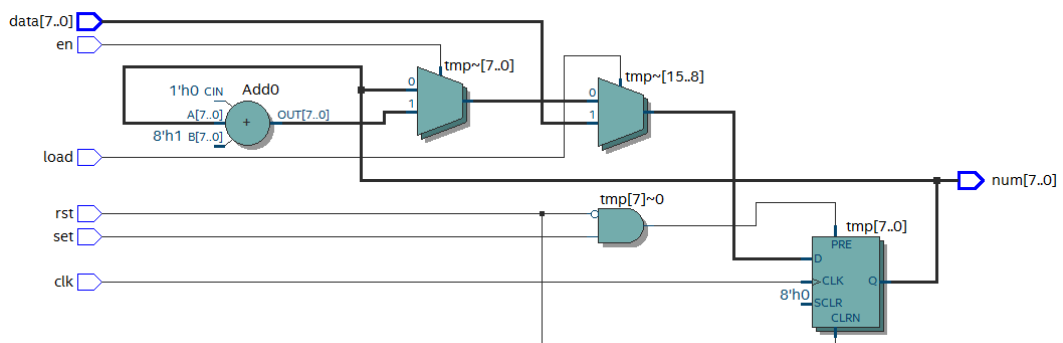 data[7..0]
en
tmp~[7..0]
tmp~[15..8]
0
1
0
1
1'h0 CIN
Add0
A[7..0]
+
OUT[7..0]
8'h1 B[7..0]
load
num[7..0]
rst
set
tmp[7]~0
tmp[7..0]
PRE
D
clk
CLK
Q
8'h0
SCLR
CLRN